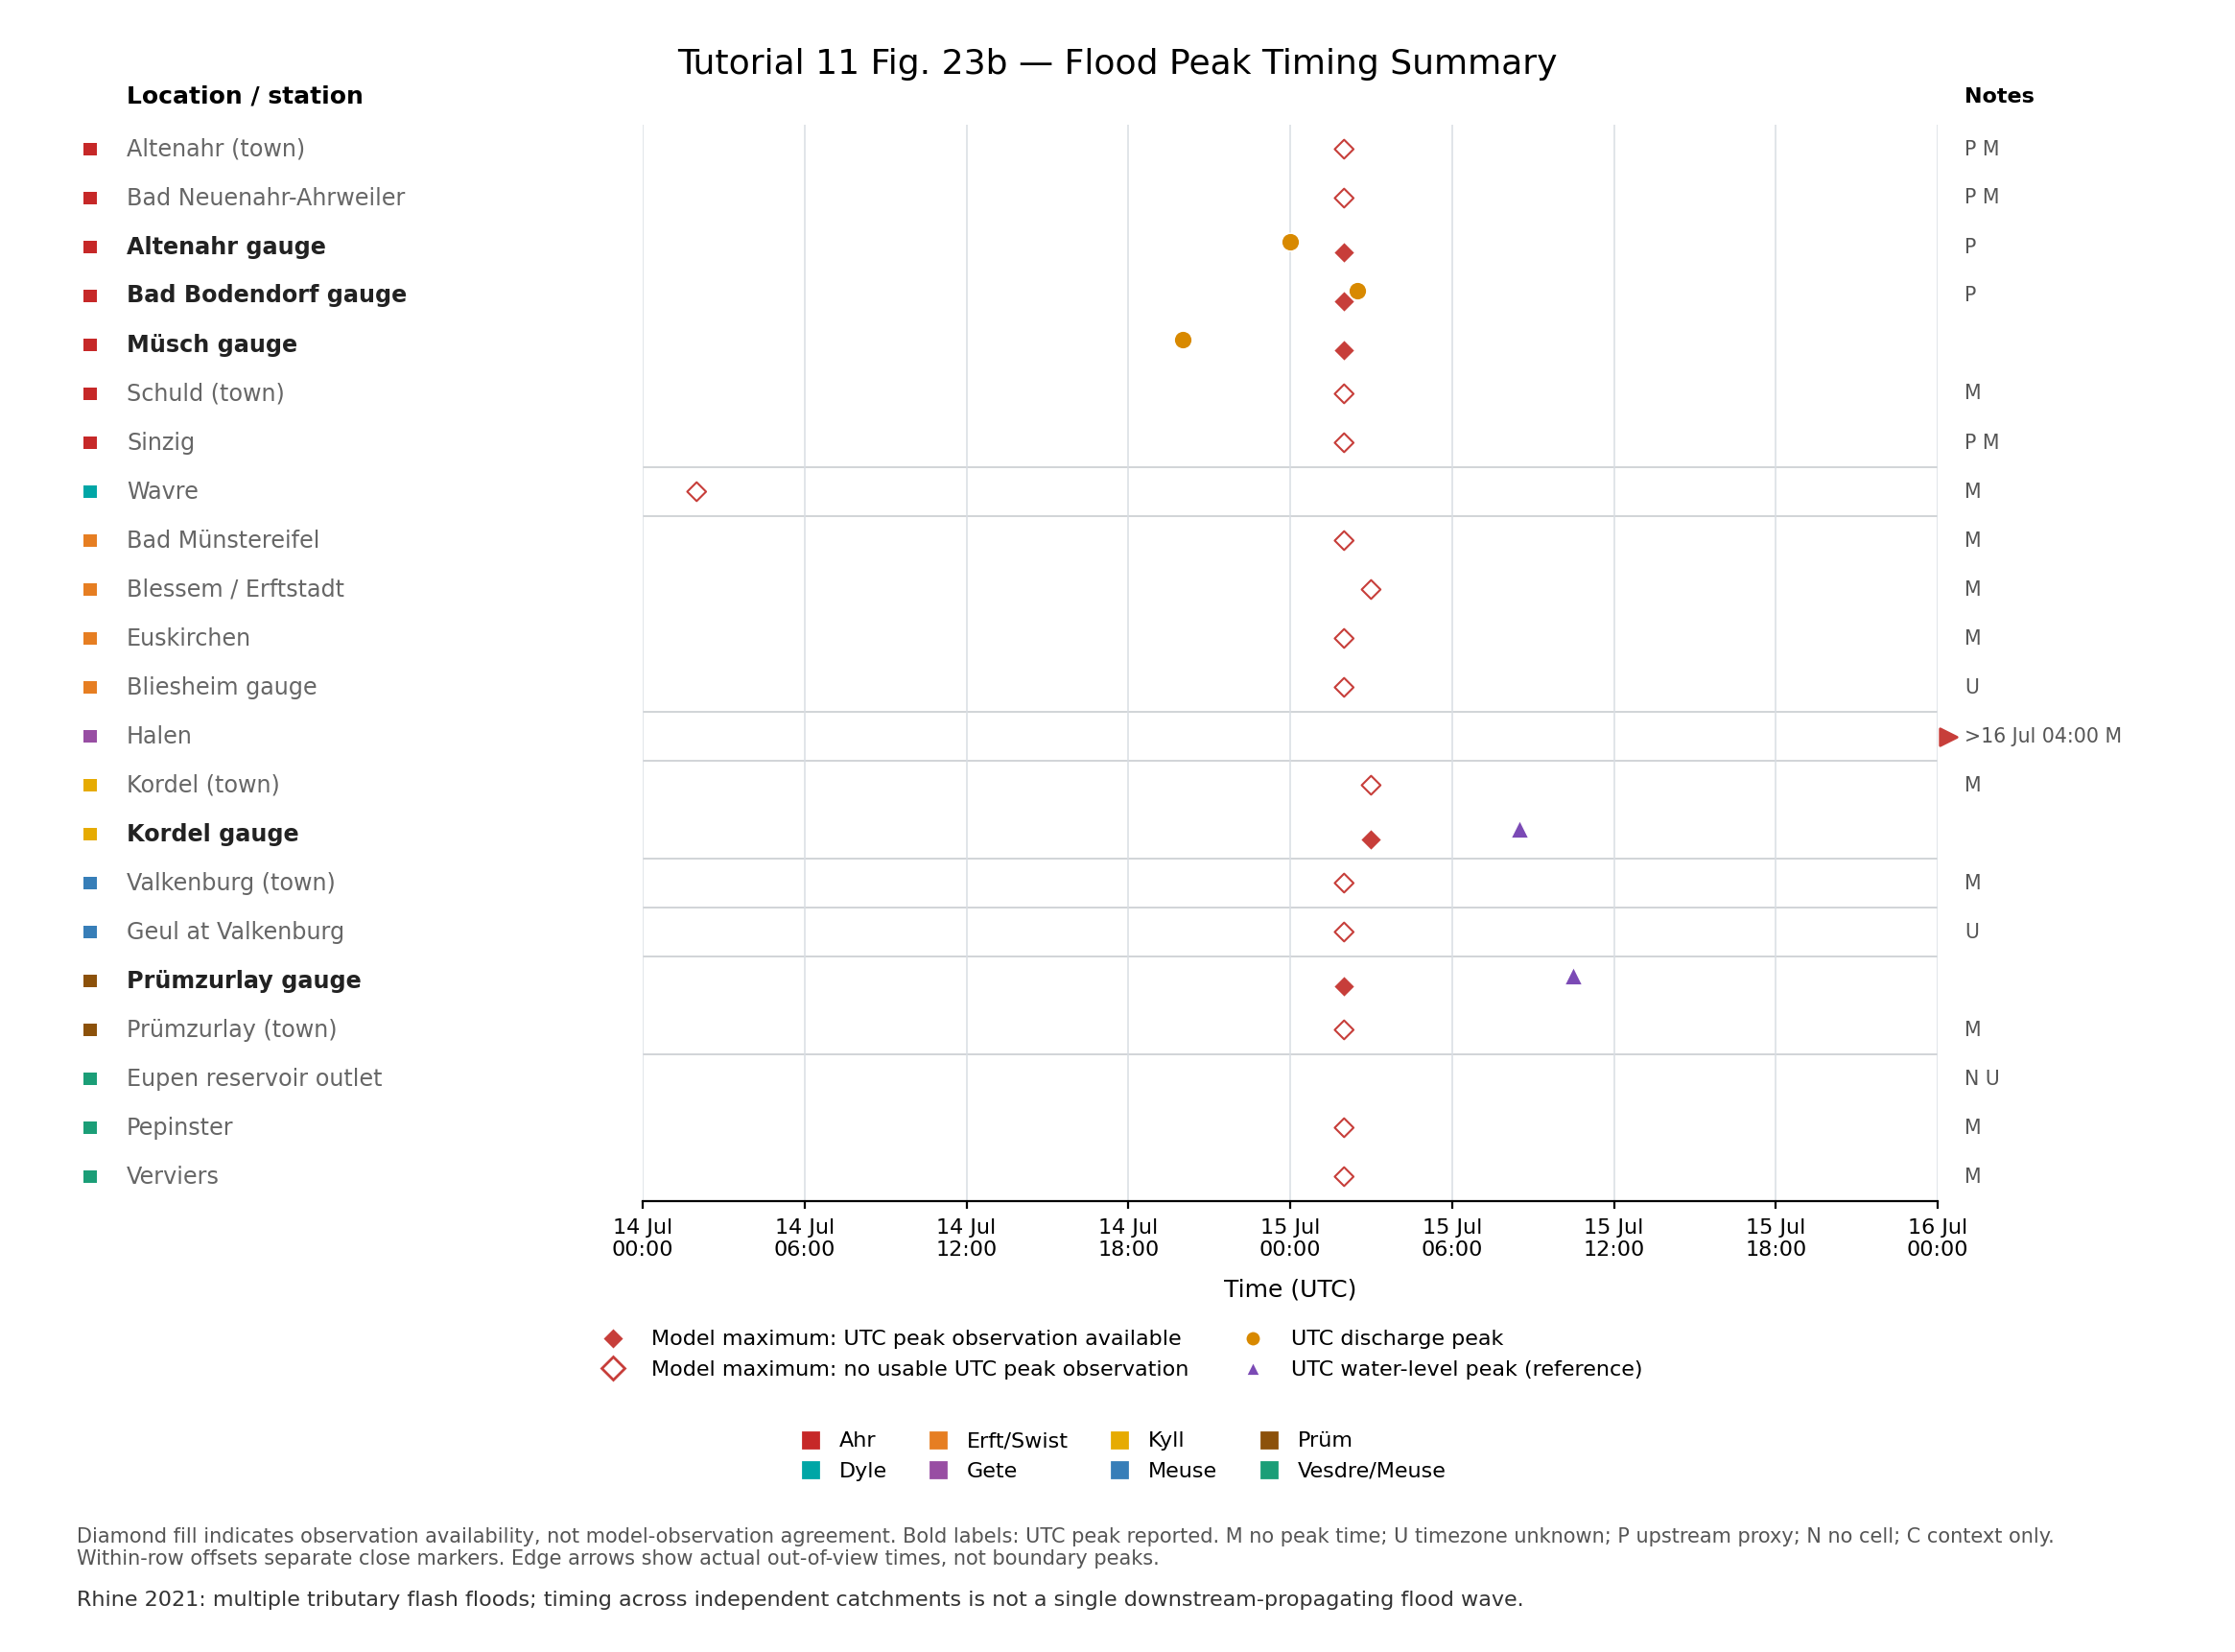 Tutorial 11 Fig. 23b — Flood Peak Timing Summary
Location / station
Notes
Altenahr (town) P M
Bad Neuenahr-Ahrweiler P M
Altenahr gauge P
Bad Bodendorf gauge P
Müsch gauge
Schuld (town) M
Sinzig P M
Wavre M
Bad Münstereifel M
Blessem / Erftstadt M
Euskirchen M
Bliesheim gauge U
Halen >16 Jul 04:00 M
Kordel (town) M
Kordel gauge
Valkenburg (town) M
Geul at Valkenburg U
Prümzurlay gauge
Prümzurlay (town) M
Eupen reservoir outlet N U
Pepinster M
Verviers M
14 Jul 14 Jul 14 Jul 14 Jul 15 Jul 15 Jul 15 Jul 15 Jul 16 Jul
00:00 06:00 12:00 18:00 00:00 06:00 12:00 18:00 00:00
Time (UTC)
Model maximum: UTC peak observation available UTC discharge peak
Model maximum: no usable UTC peak observation UTC water-level peak (reference)
Ahr Erft/Swist Kyll Prüm
Dyle Gete Meuse Vesdre/Meuse
Diamond fill indicates observation availability, not model-observation agreement. Bold labels: UTC peak reported. M no peak time; U timezone unknown; P upstream proxy; N no cell; C context only.
Within-row offsets separate close markers. Edge arrows show actual out-of-view times, not boundary peaks.
Rhine 2021: multiple tributary flash floods; timing across independent catchments is not a single downstream-propagating flood wave.